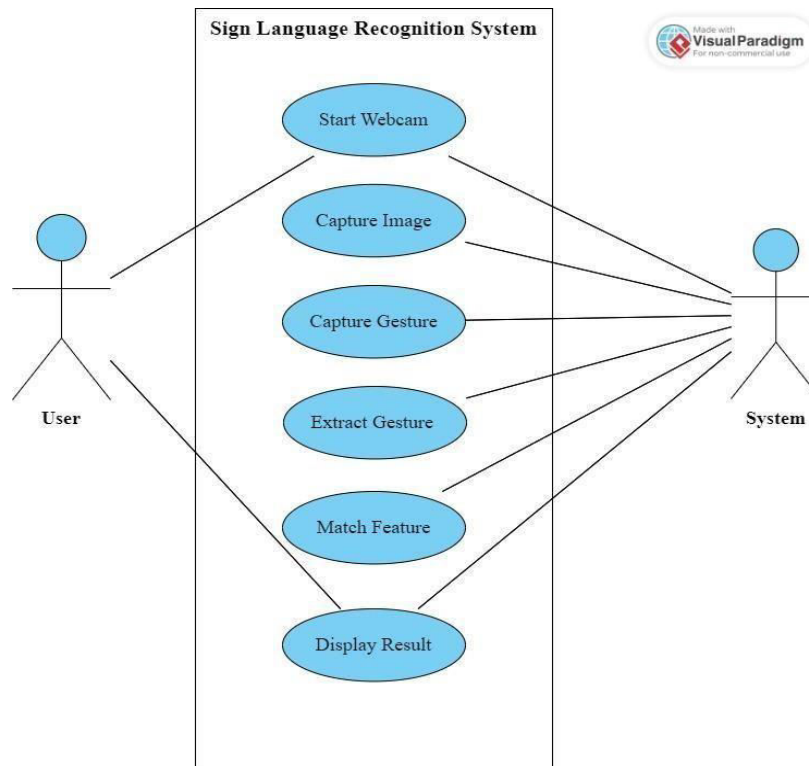 Sign Language Recognition System
Made with
Visual Paradigm
For non-commercial use
Start Webcam
Capture Image
Capture Gesture
Extract Gesture
User
System
Match Feature
Display Result